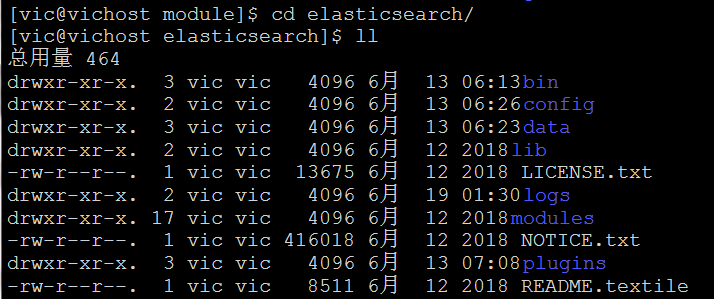 [vic@vichost module]$ cd elasticsearch/
[vic@vichost elasticsearch]$ ll
总用量 464
drwxr-xr-x.  3 vic vic   4096 6月  13 06:13 bin
drwxr-xr-x.  2 vic vic   4096 6月  13 06:26 config
drwxr-xr-x.  3 vic vic   4096 6月  13 06:23 data
drwxr-xr-x.  2 vic vic   4096 6月  12 2018 lib
-rw-r--r--.  1 vic vic  13675 6月  12 2018 LICENSE.txt
drwxr-xr-x.  2 vic vic   4096 6月  19 01:30 logs
drwxr-xr-x. 17 vic vic   4096 6月  12 2018 modules
-rw-r--r--.  1 vic vic 416018 6月  12 2018 NOTICE.txt
drwxr-xr-x.  3 vic vic   4096 6月  13 07:08 plugins
-rw-r--r--.  1 vic vic   8511 6月  12 2018 README.textile